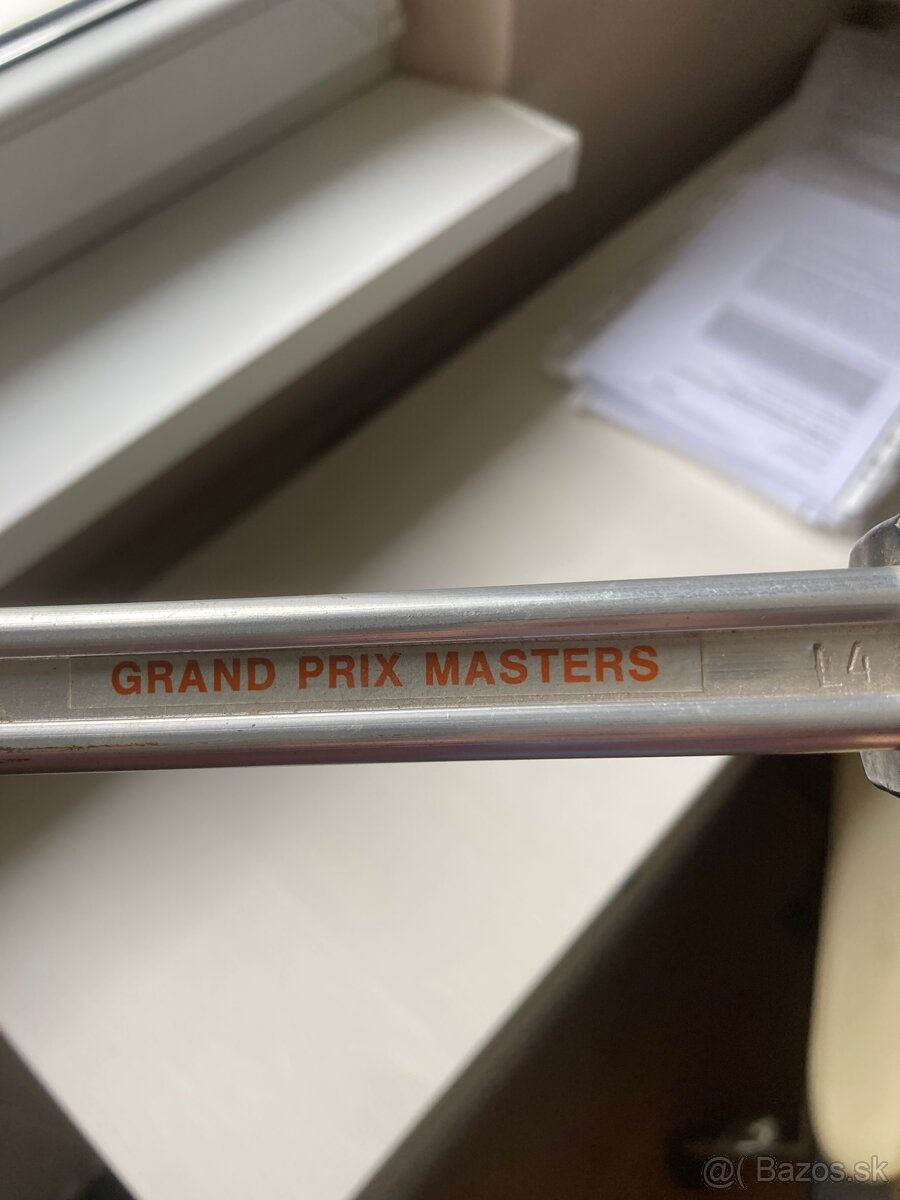 GRAND PRIX MASTERS
L4
@( Bazos.sk